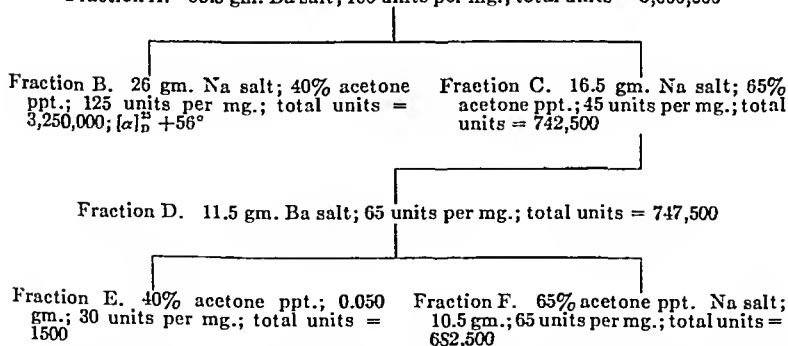 gm. Ba salt; units per mg.; total units =
Fraction B. 26 gm. Na salt; 40% acetone
ppt.; 125 units per mg.; total units =
3,250,000; [α]²⁵D +56°
Fraction C. 16.5 gm. Na salt; 65%
acetone ppt.; 45 units per mg.; total
units = 742,500
Fraction D. 11.5 gm. Ba salt; 65 units per mg.; total units = 747,500
Fraction E. 40% acetone ppt.; 0.050
gm.; 30 units per mg.; total units =
1500
Fraction F. 65% acetone ppt. Na salt;
10.5 gm.; 65 units per mg.; total units =
682,500